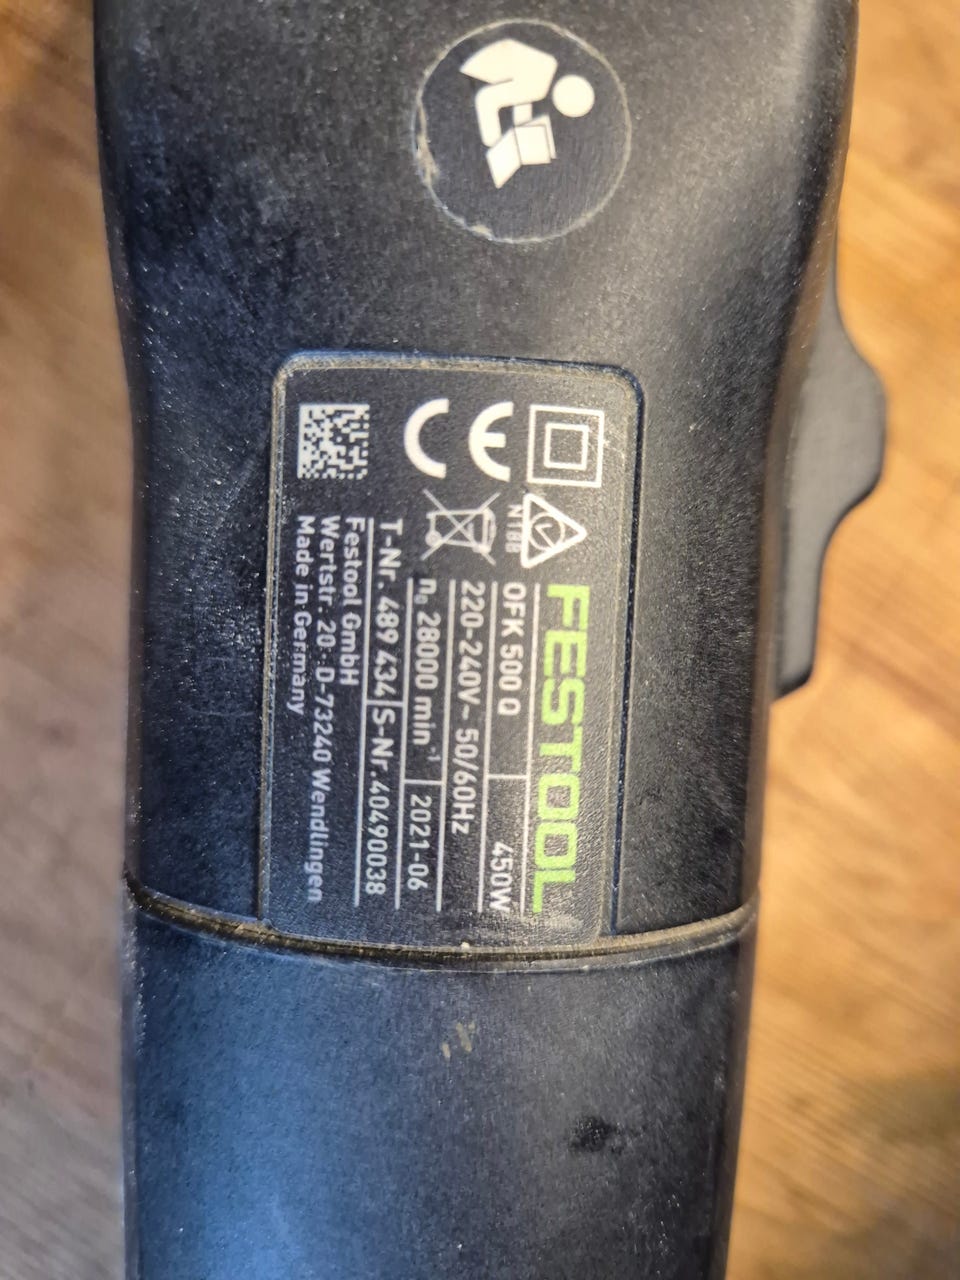 FESTOOL
OFK 500 Q 450W
220-240V~ 50/60Hz
n₀ 28000 min⁻¹ 2021-06
T-Nr. 489 434 S-Nr. 40490038
Festool GmbH
Wertstr. 20 · D-73240 Wendlingen
Made in Germany
CE
N188